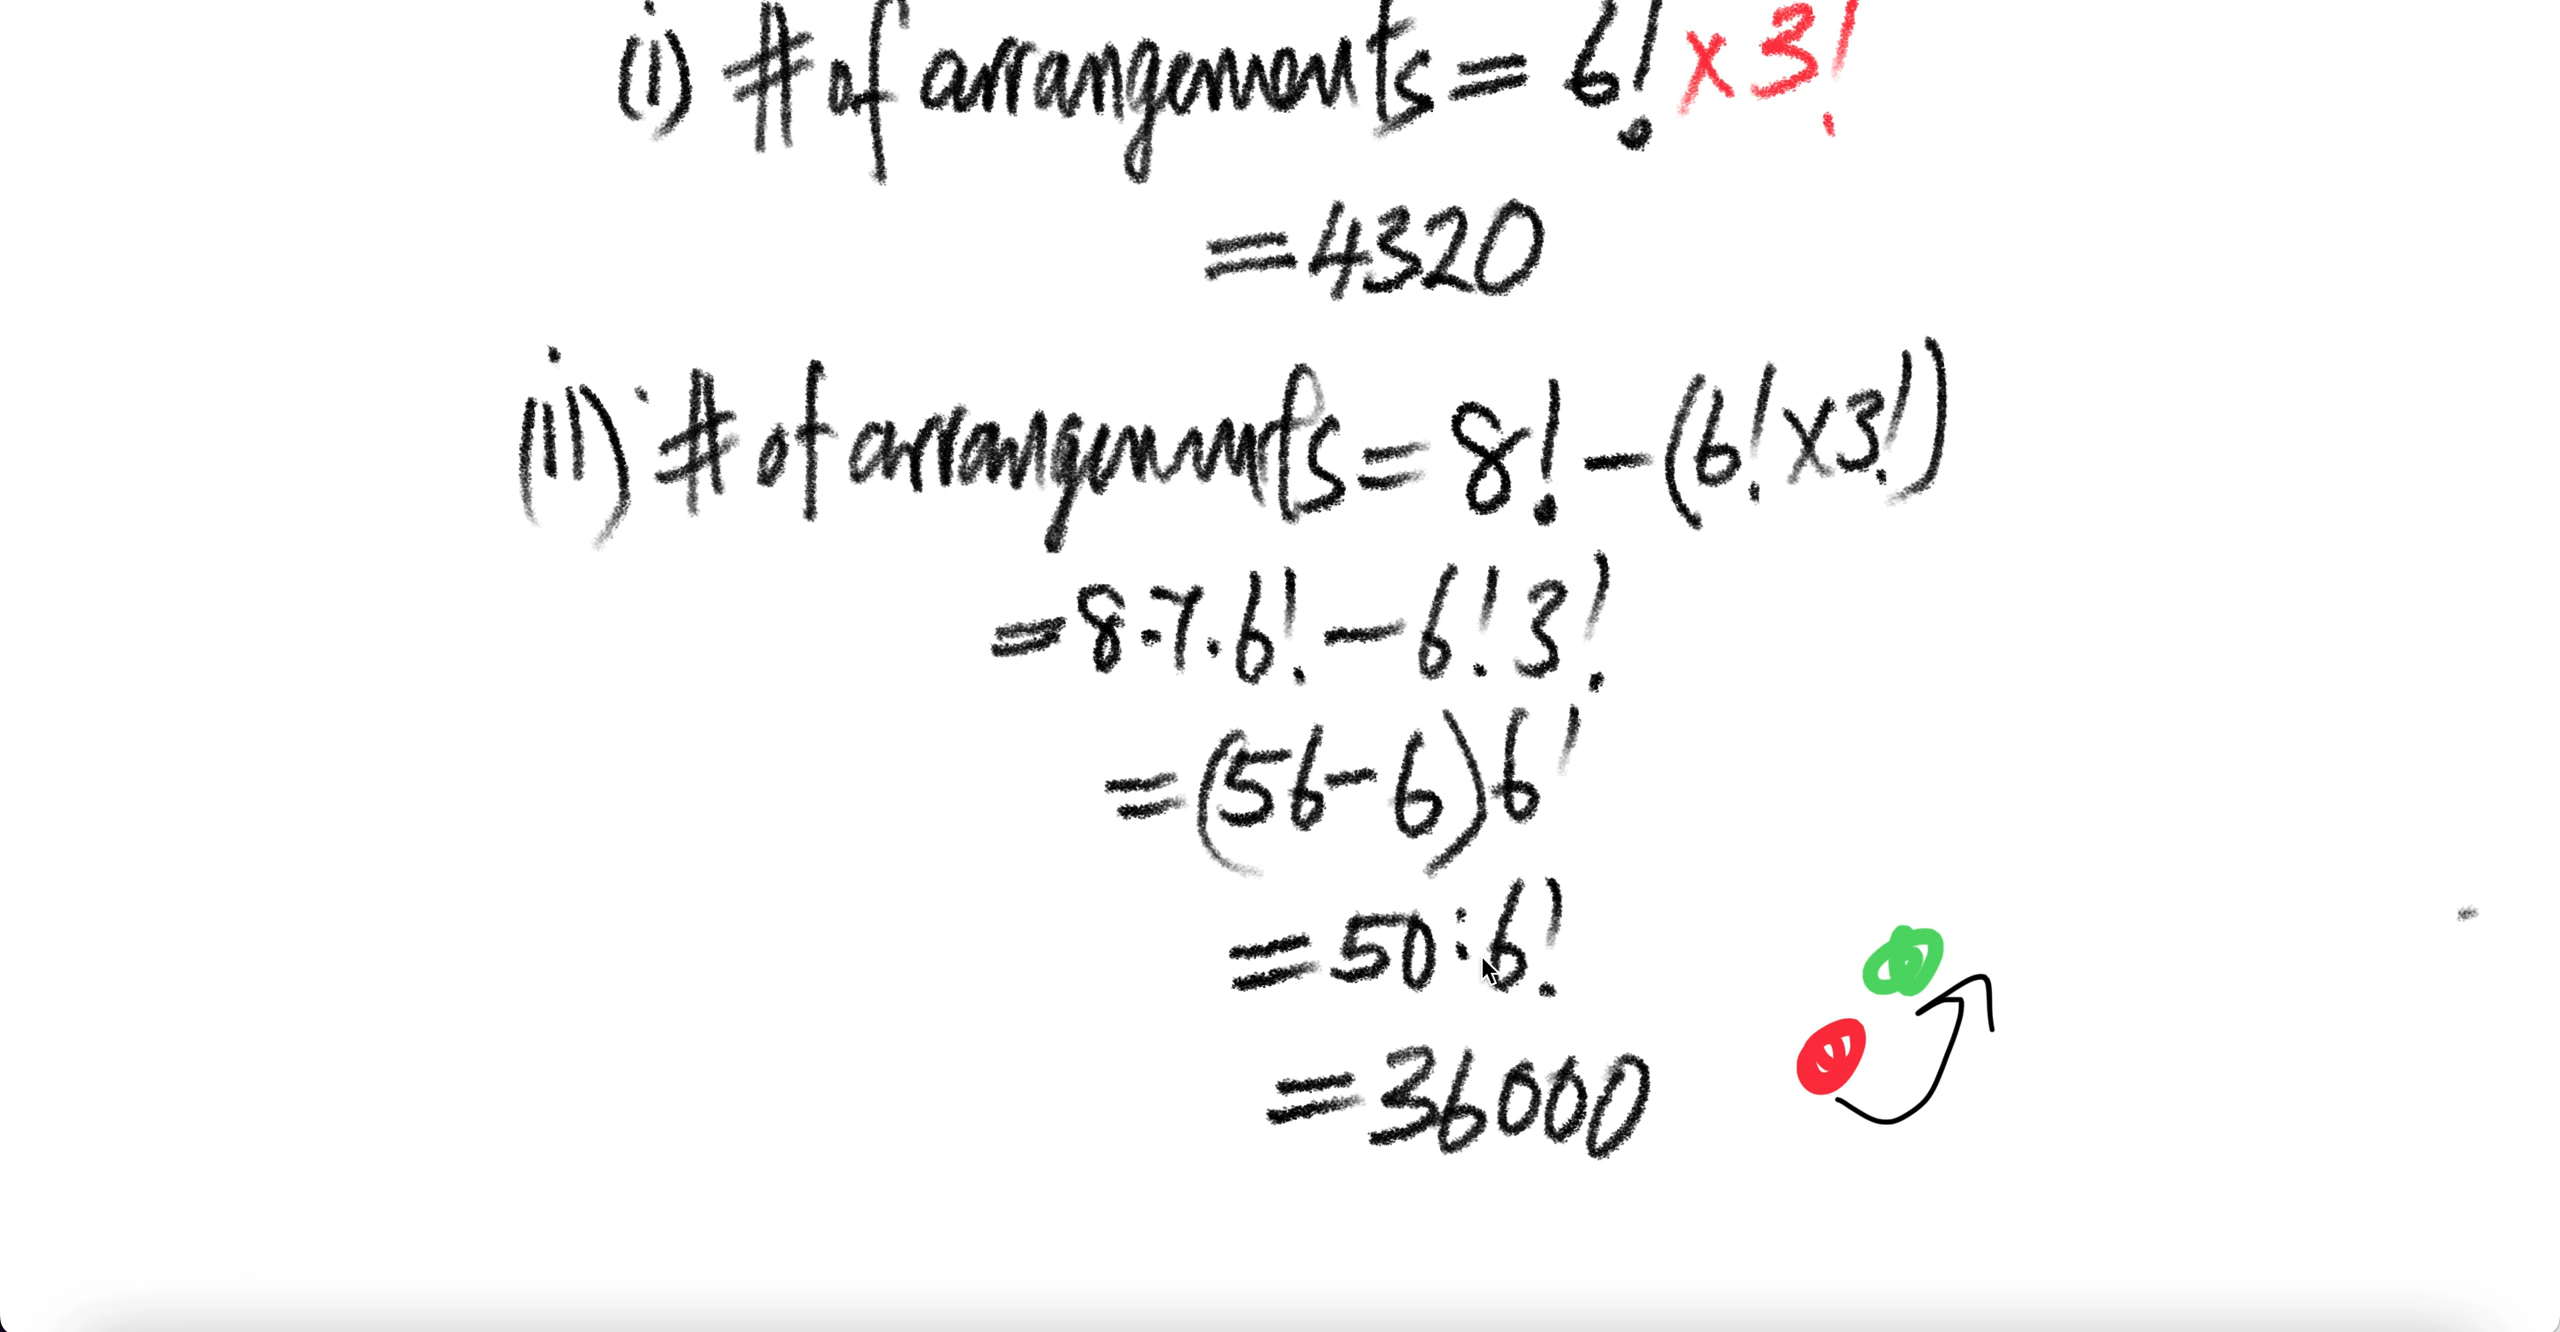 (i) # of arrangements = 6! x 3!
= 4320
(ii) # of arrangements = 8! - (6! x 3!)
= 8·7·6! - 6! 3!
= (56-6)6!
= 50·6!
= 36000